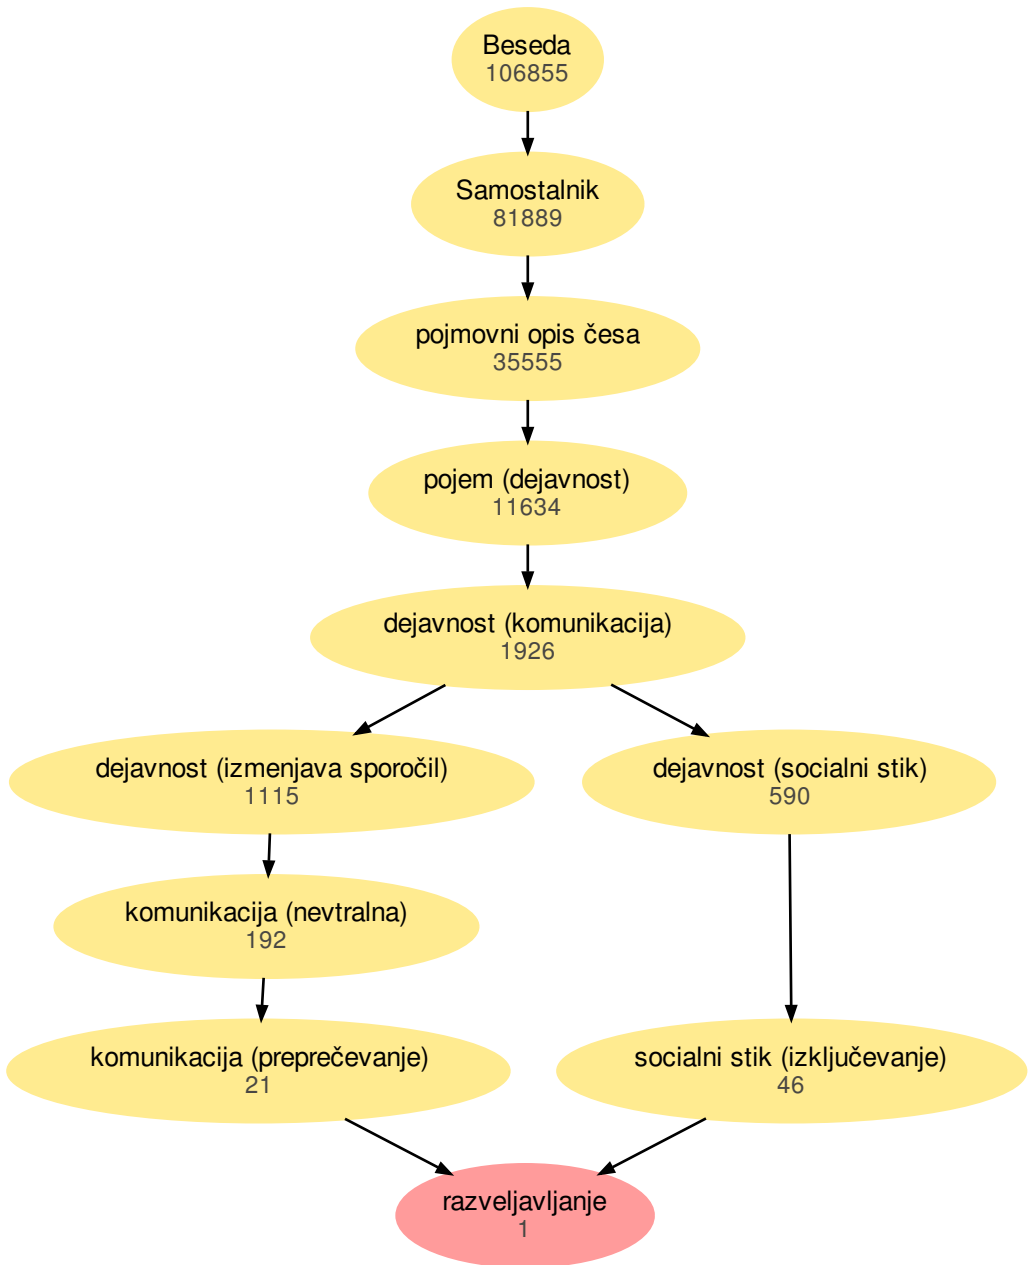 Beseda
106855
Samostalnik
81889
pojmovni opis česa
35555
pojem (dejavnost)
11634
dejavnost (komunikacija)
1926
dejavnost (izmenjava sporočil)
1115
dejavnost (socialni stik)
590
komunikacija (nevtralna)
192
komunikacija (preprečevanje)
21
socialni stik (izključevanje)
46
razveljavljanje
1